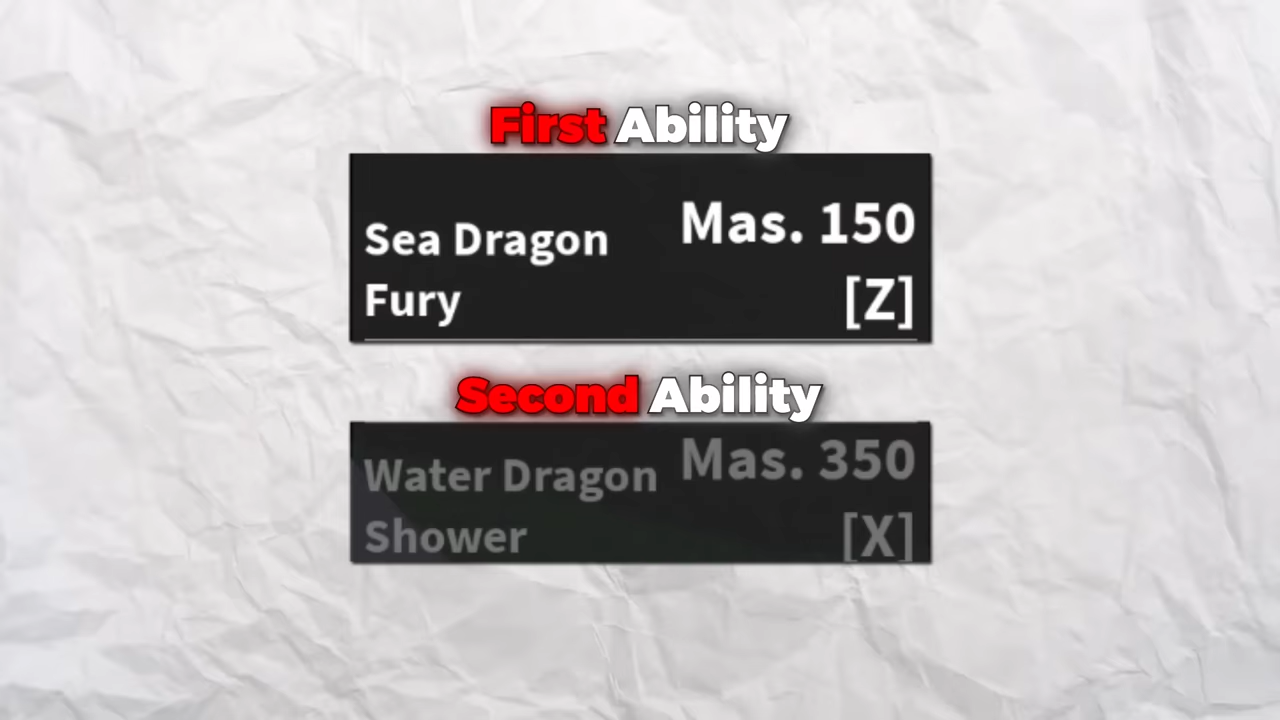 First Ability
Mas. 150
Sea Dragon
Fury
[Z]
Second Ability
Mas. 350
Water Dragon
Shower
[X]